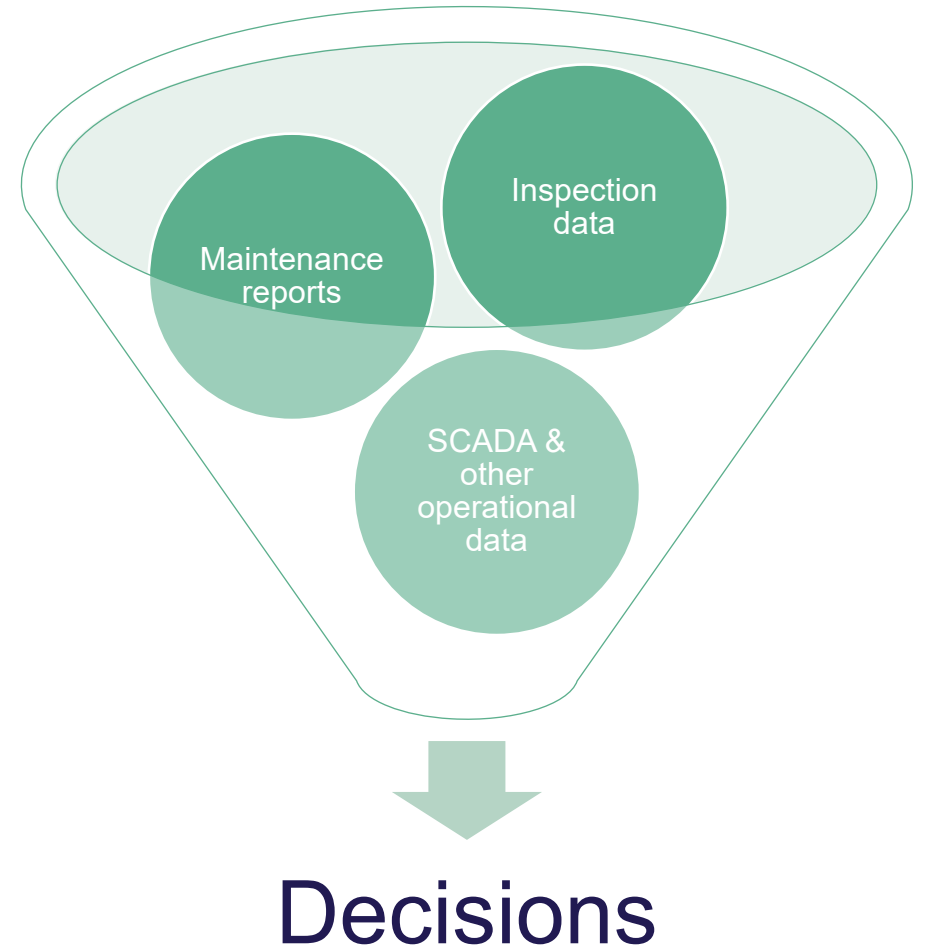 Inspection
data
Maintenance
reports
SCADA &
other
operational
data
Decisions